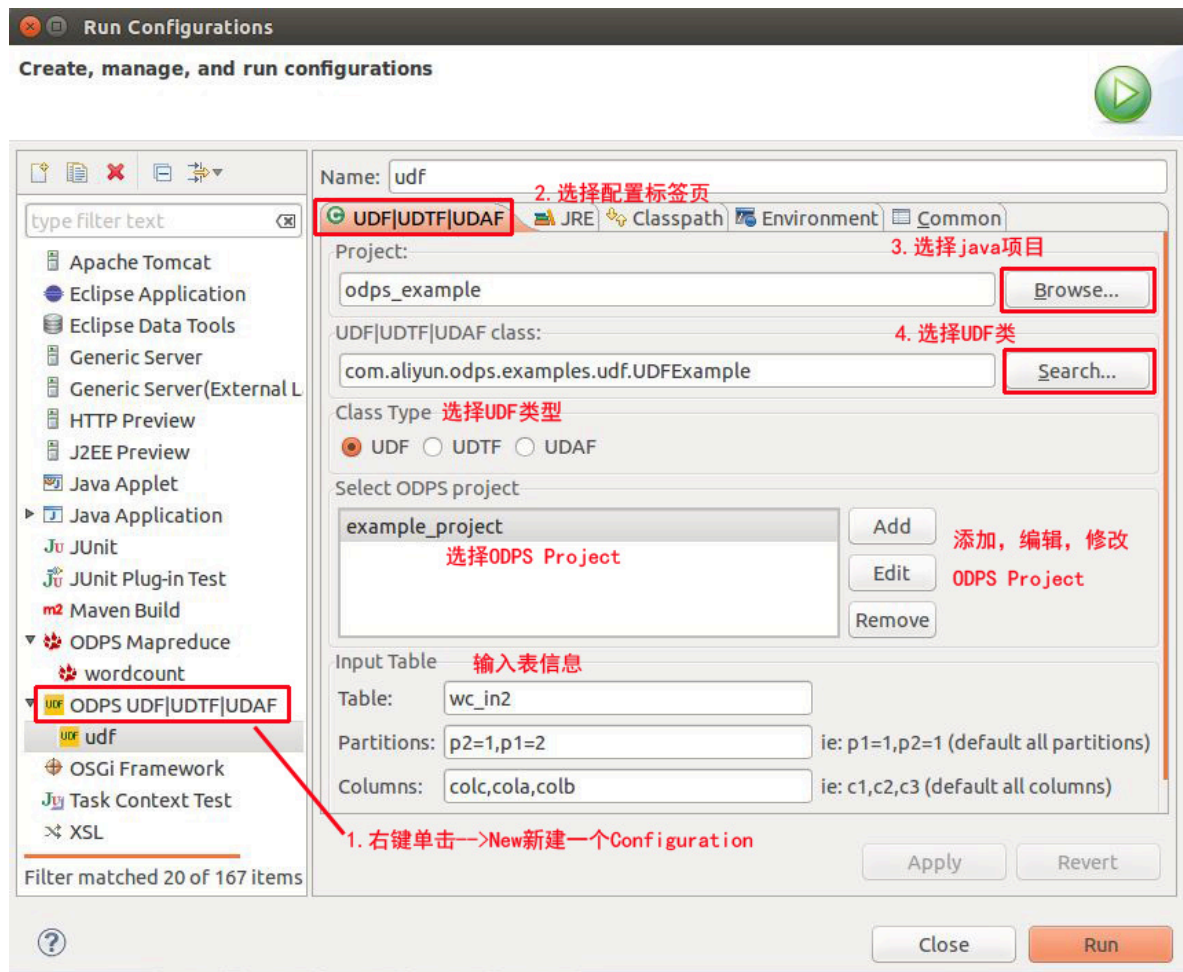 Run Configurations
Create, manage, and run configurations
type filter text
Apache Tomcat
Eclipse Application
Eclipse Data Tools
Generic Server
Generic Server(External L
HTTP Preview
J2EE Preview
Java Applet
Java Application
JUnit
JUnit Plug-in Test
Maven Build
ODPS Mapreduce
wordcount
ODPS UDF|UDTF|UDAF
udf
OSGi Framework
Task Context Test
XSL
Filter matched 20 of 167 items
Name: udf
2.选择配置标签页
UDF|UDTF|UDAF JRE Classpath Environment Common
Project: 3.选择java项目
odps_example Browse...
UDF|UDTF|UDAF class: 4.选择UDF类
com.aliyun.odps.examples.udf.UDFExample Search...
Class Type 选择UDF类型
UDF UDTF UDAF
Select ODPS project
example_project
选择ODPS Project
Add
Edit
Remove
添加，编辑，修改
ODPS Project
Input Table 输入表信息
Table: wc_in2
Partitions: p2=1,p1=2 ie: p1=1,p2=1 (default all partitions)
Columns: colc,cola,colb ie: c1,c2,c3 (default all columns)
1.右键单击-->New新建一个Configuration
Apply Revert
Close Run